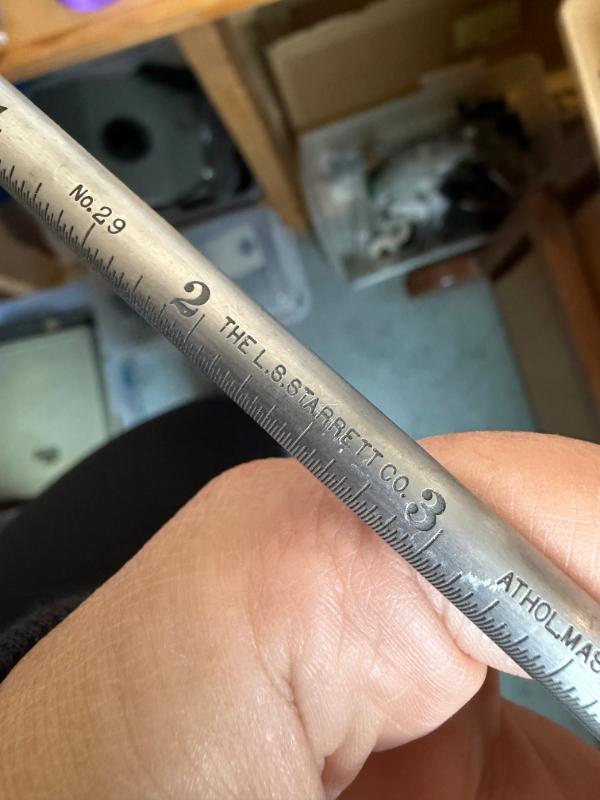 No. 29
2
THE L.S. STARRETT CO.
3
ATHOL, MAS